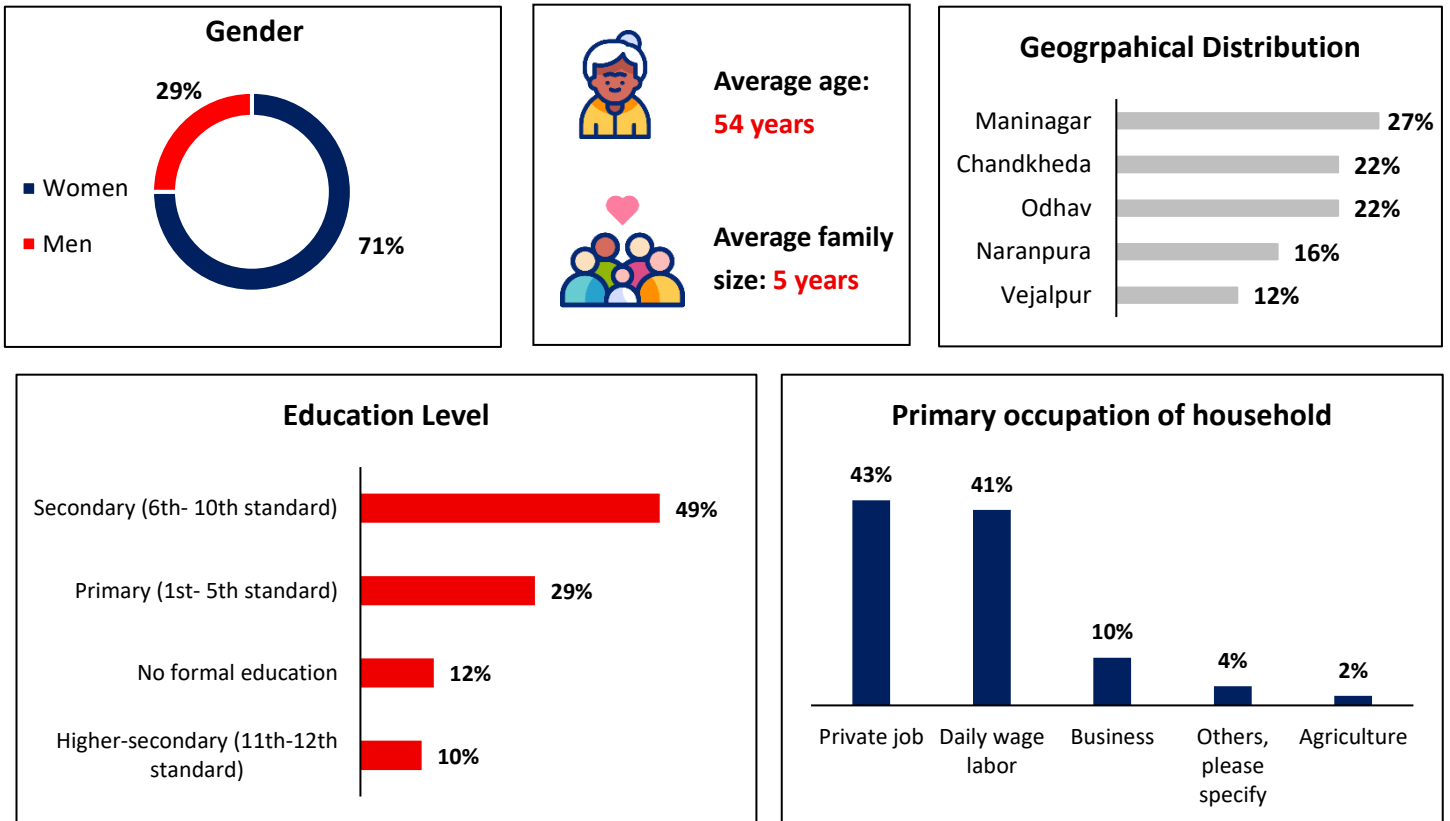 Gender
29%
Women
Men
71%
Average age:
54 years
Average family
size: 5 years
Geogrpahical Distribution
Maninagar 27%
Chandkheda 22%
Odhav 22%
Naranpura 16%
Vejalpur 12%
Education Level
Secondary (6th- 10th standard) 49%
Primary (1st- 5th standard) 29%
No formal education 12%
Higher-secondary (11th-12th
standard) 10%
Primary occupation of household
43% 41% 10% 4% 2%
Private job Daily wage Business Others, Agriculture
labor please
specify